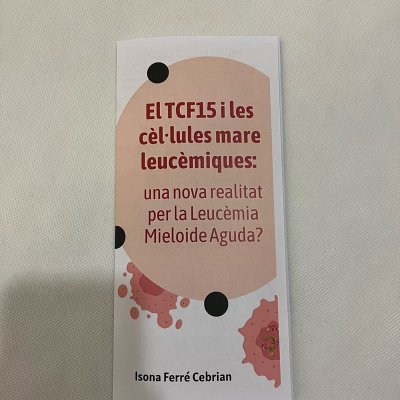 El TCF15 i les
cèl·lules mare
leucèmiques:
una nova realitat
per la Leucèmia
Mieloide Aguda?
Isona Ferré Cebrian